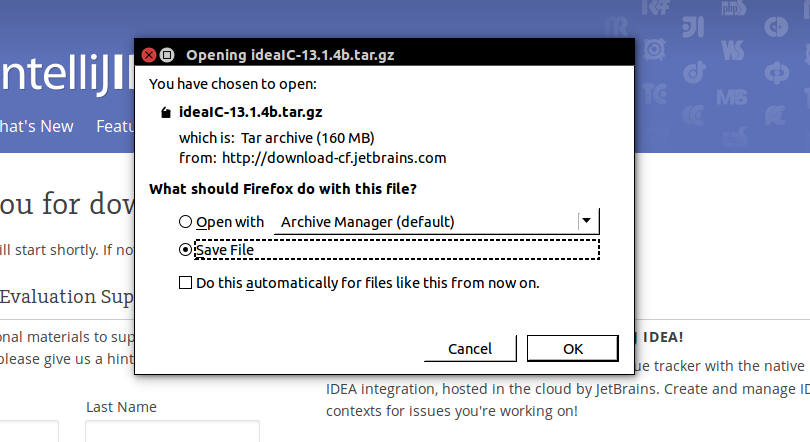 ntelliJI
Opening ideaIC-13.1.4b.tar.gz
hat's New Featu
You have chosen to open:
ideaIC-13.1.4b.tar.gz
which is: Tar archive (160 MB)
from: http://download-cf.jetbrains.com
What should Firefox do with this file?
Open with Archive Manager (default)
Save File
Do this automatically for files like this from now on.
Cancel OK
ou for dow
ill start shortly. If no
Evaluation Sup
onal materials to sup
please give us a hint
J IDEA!
ue tracker with the native
IDEA integration, hosted in the cloud by JetBrains. Create and manage ID
contexts for issues you're working on!
Last Name